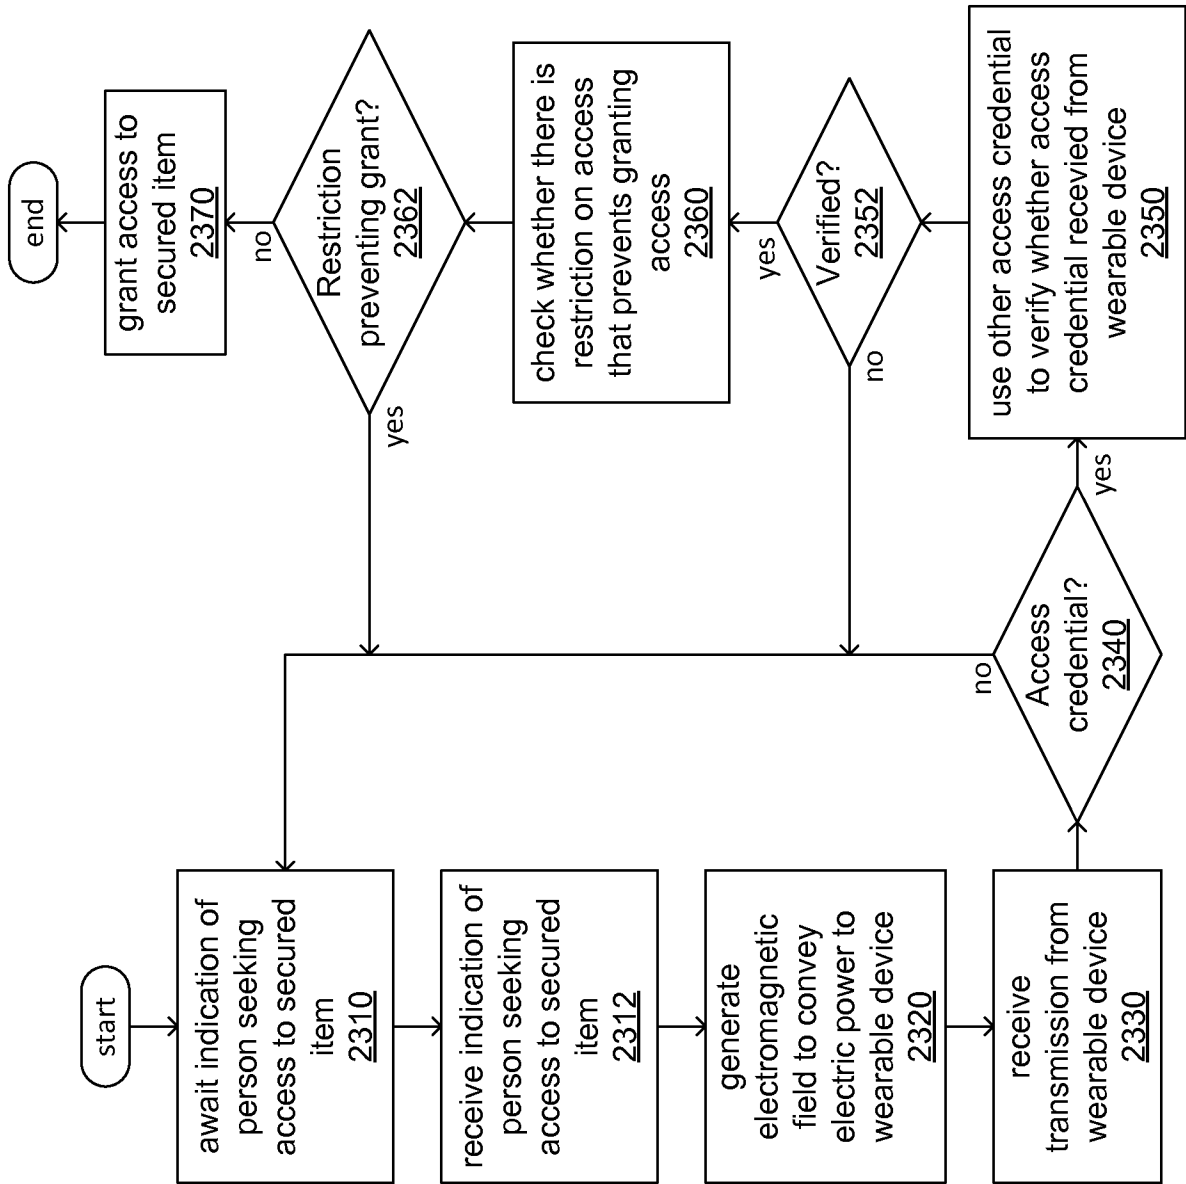 start
await indication of
person seeking
access to secured
item
2310
receive indication of
person seeking
access to secured
item
2312
generate
electromagnetic
field to convey
electric power to
wearable device
2320
receive
transmission from
wearable device
2330
Access
credential?
2340
no
yes
use other access credential
to verify whether access
credential recevied from
wearable device
2350
Verified?
2352
no
yes
check whether there is
restriction on access
that prevents granting
access
2360
Restriction
preventing grant?
2362
yes
no
grant access to
secured item
2370
end